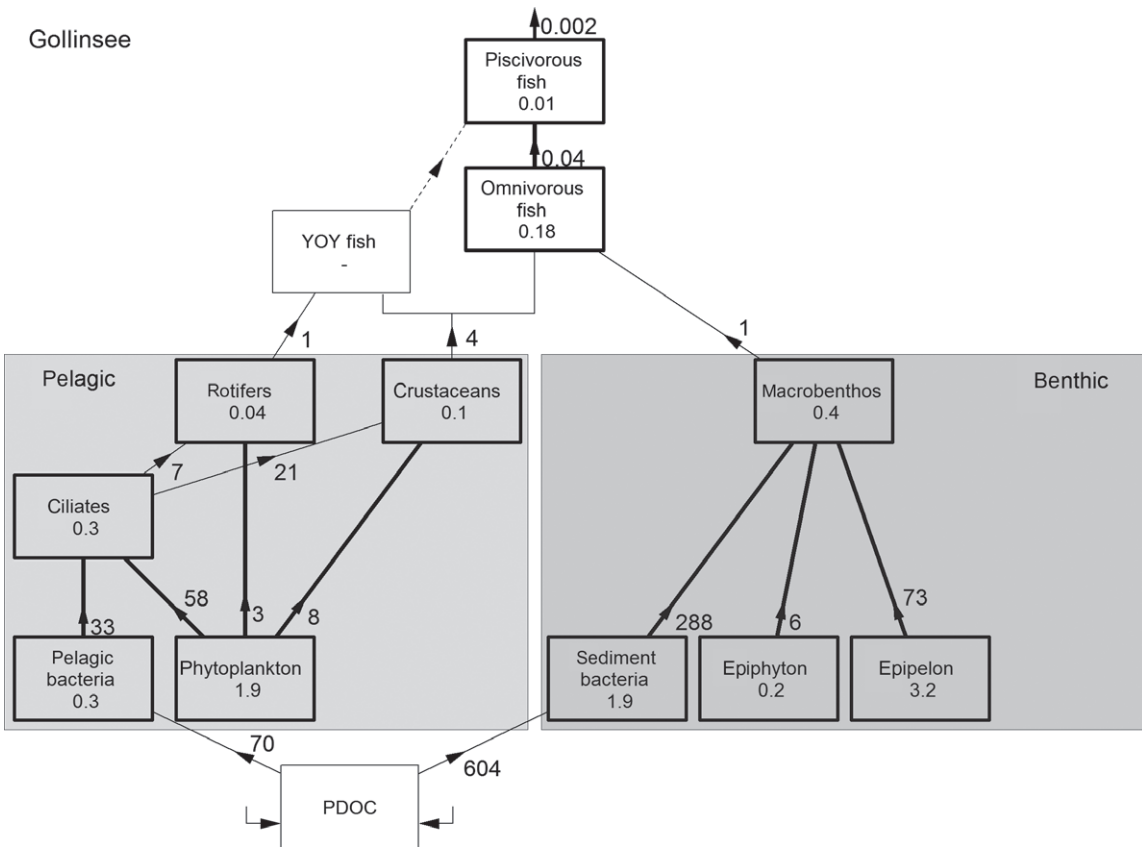 Gollinsee
0.002
Piscivorous
fish
0.01
0.04
Omnivorous
fish
0.18
YOY fish
-
1
4
1
Pelagic
Rotifers
0.04
Crustaceans
0.1
Macrobenthos
0.4
Benthic
7
21
Ciliates
0.3
33
58
3
8
288
6
73
Pelagic
bacteria
0.3
Phytoplankton
1.9
Sediment
bacteria
1.9
Epiphyton
0.2
Epipelon
3.2
70
604
PDOC